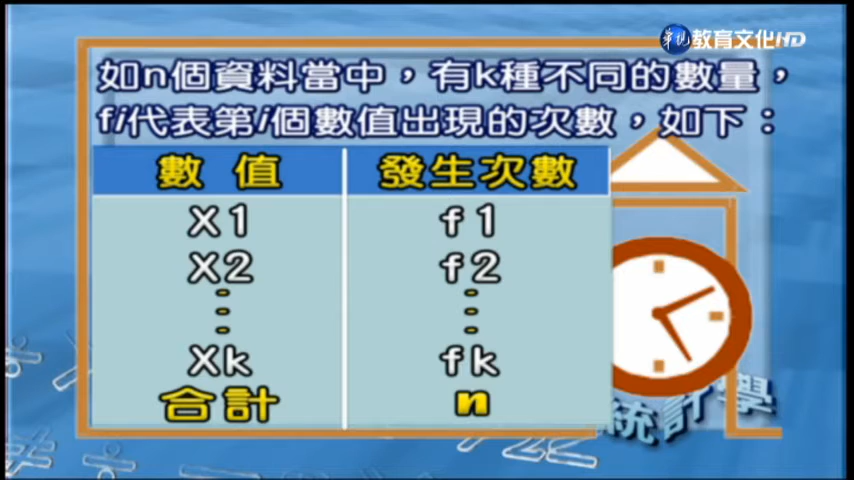 華視 教育文化HD
如n個資料當中，有k種不同的數量，
fi代表第i個數值出現的次數，如下：
數值 發生次數
X1 f1
X2 f2
⋮ ⋮
Xk fk
合計 n
統計學